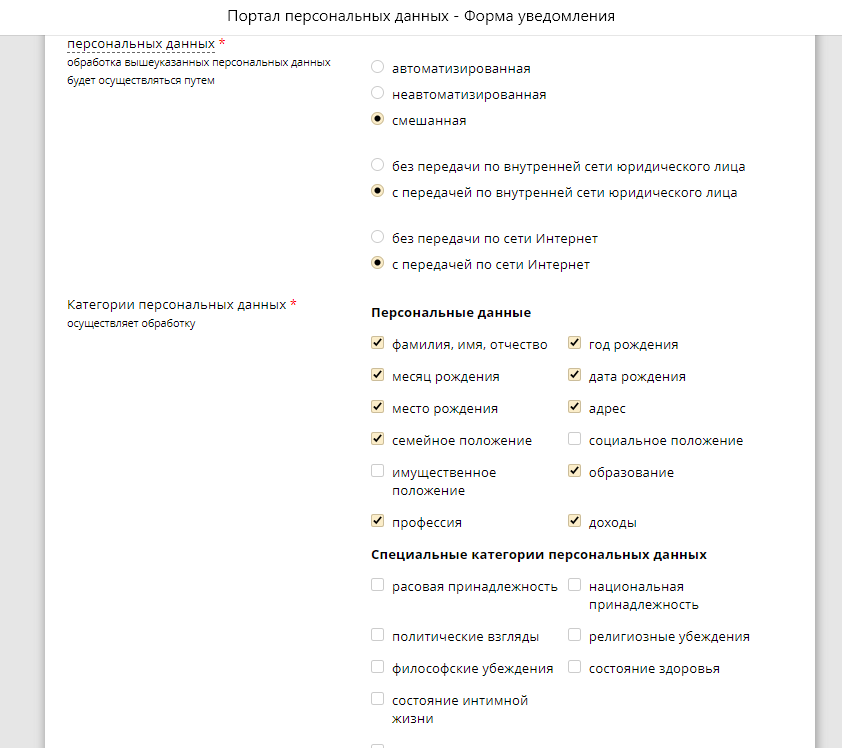 Портал персональных данных - Форма уведомления
персональных данных *
обработка вышеуказанных персональных данных
будет осуществляться путем
автоматизированная
неавтоматизированная
смешанная
без передачи по внутренней сети юридического лица
с передачей по внутренней сети юридического лица
без передачи по сети Интернет
с передачей по сети Интернет
Категории персональных данных *
осуществляет обработку
Персональные данные
фамилия, имя, отчество год рождения
месяц рождения дата рождения
место рождения адрес
семейное положение социальное положение
имущественное образование
положение
профессия доходы
Специальные категории персональных данных
расовая принадлежность национальная
принадлежность
политические взгляды религиозные убеждения
философские убеждения состояние здоровья
состояние интимной
жизни